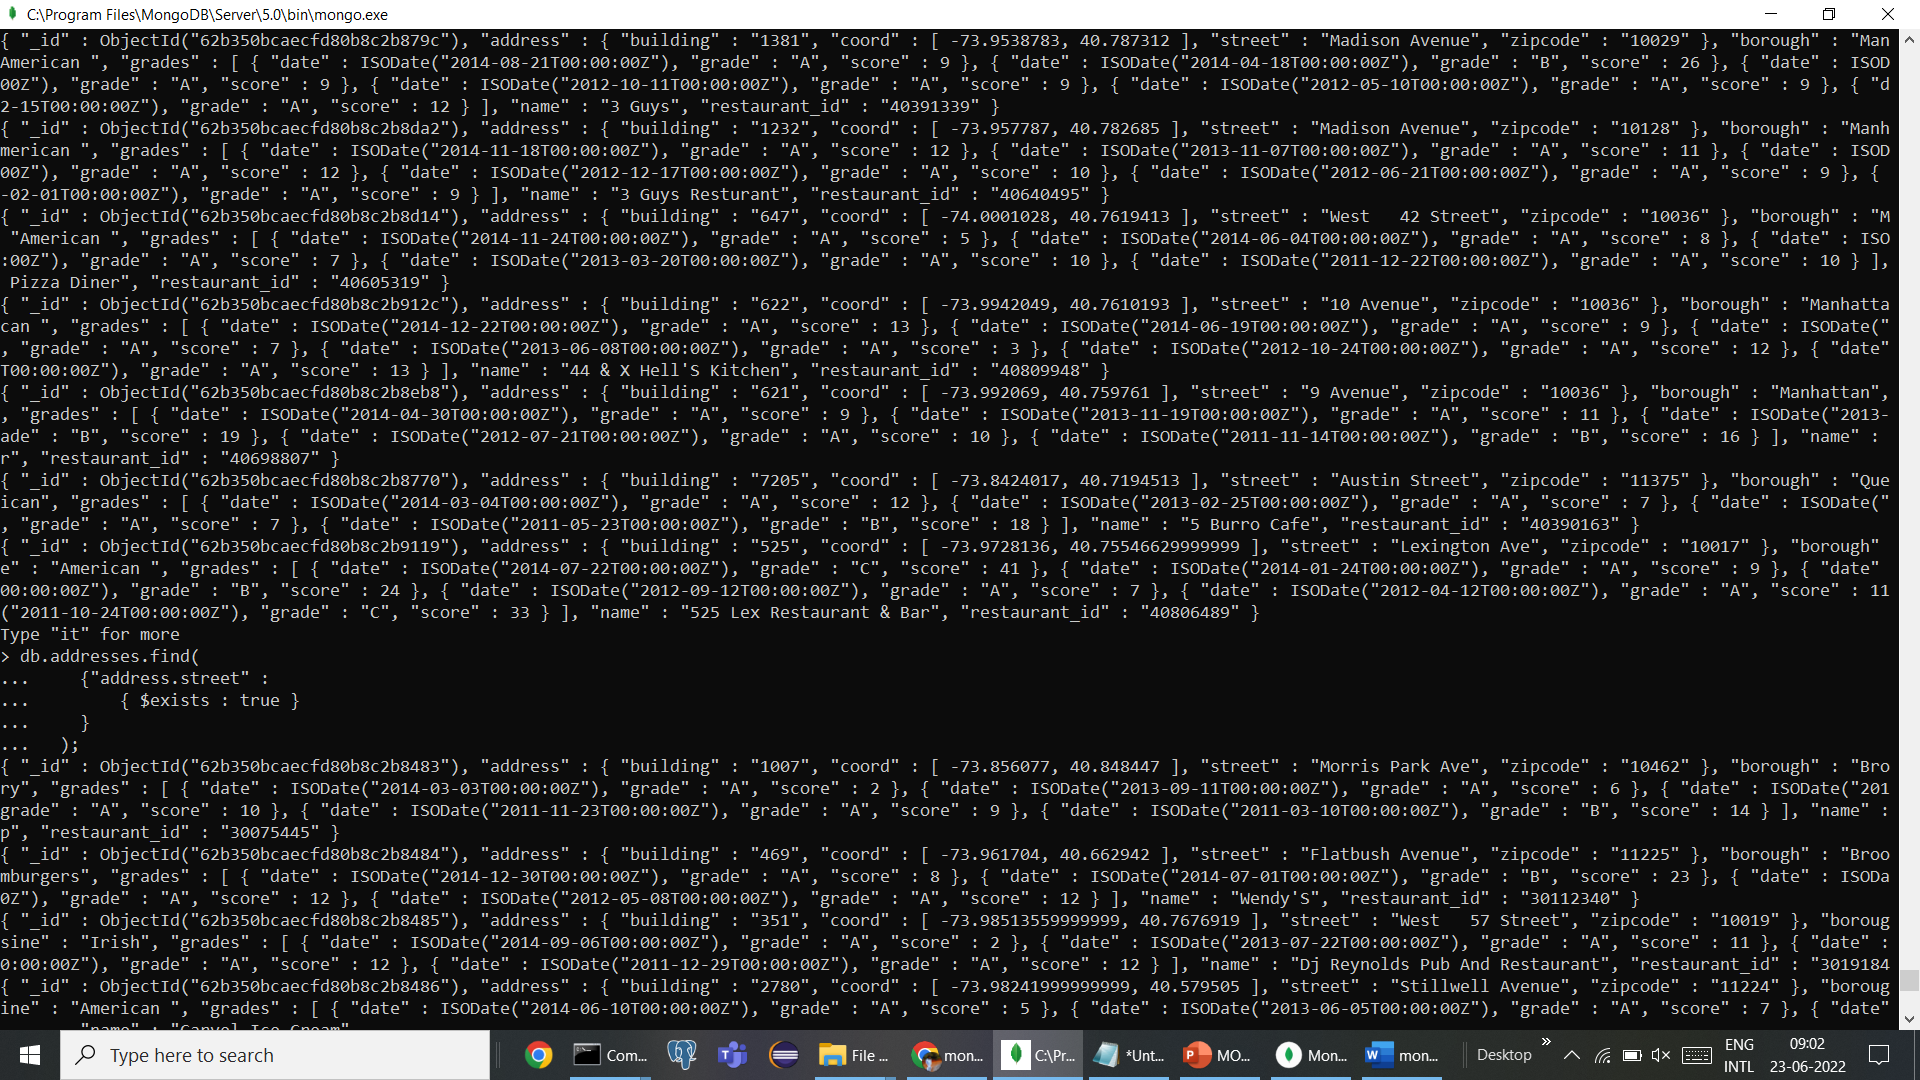 C:\Program Files\MongoDB\Server\5.0\bin\mongo.exe
{ "_id" : ObjectId("62b350bcaecfd80b8c2b879c"), "address" : { "building" : "1381", "coord" : [ -73.9538783, 40.787312 ], "street" : "Madison Avenue", "zipcode" : "10029" }, "borough" : "Man
American ", "grades" : [ { "date" : ISODate("2014-08-21T00:00:00Z"), "grade" : "A", "score" : 9 }, { "date" : ISODate("2014-04-18T00:00:00Z"), "grade" : "B", "score" : 26 }, { "date" : ISOD
00Z"), "grade" : "A", "score" : 9 }, { "date" : ISODate("2012-10-11T00:00:00Z"), "grade" : "A", "score" : 9 }, { "date" : ISODate("2012-05-10T00:00:00Z"), "grade" : "A", "score" : 9 }, { "d
2-15T00:00:00Z"), "grade" : "A", "score" : 12 } ], "name" : "3 Guys", "restaurant_id" : "40391339" }
{ "_id" : ObjectId("62b350bcaecfd80b8c2b8da2"), "address" : { "building" : "1232", "coord" : [ -73.957787, 40.782685 ], "street" : "Madison Avenue", "zipcode" : "10128" }, "borough" : "Manh
merican ", "grades" : [ { "date" : ISODate("2014-11-18T00:00:00Z"), "grade" : "A", "score" : 12 }, { "date" : ISODate("2013-11-07T00:00:00Z"), "grade" : "A", "score" : 11 }, { "date" : ISOD
00Z"), "grade" : "A", "score" : 12 }, { "date" : ISODate("2012-12-17T00:00:00Z"), "grade" : "A", "score" : 10 }, { "date" : ISODate("2012-06-21T00:00:00Z"), "grade" : "A", "score" : 9 }, {
-02-01T00:00:00Z"), "grade" : "A", "score" : 9 } ], "name" : "3 Guys Resturant", "restaurant_id" : "40640495" }
{ "_id" : ObjectId("62b350bcaecfd80b8c2b8d14"), "address" : { "building" : "647", "coord" : [ -74.0001028, 40.7619413 ], "street" : "West   42 Street", "zipcode" : "10036" }, "borough" : "M
"American ", "grades" : [ { "date" : ISODate("2014-11-24T00:00:00Z"), "grade" : "A", "score" : 5 }, { "date" : ISODate("2014-06-04T00:00:00Z"), "grade" : "A", "score" : 8 }, { "date" : ISO
:00Z"), "grade" : "A", "score" : 7 }, { "date" : ISODate("2013-03-20T00:00:00Z"), "grade" : "A", "score" : 10 }, { "date" : ISODate("2011-12-22T00:00:00Z"), "grade" : "A", "score" : 10 } ],
Pizza Diner", "restaurant_id" : "40605319" }
{ "_id" : ObjectId("62b350bcaecfd80b8c2b912c"), "address" : { "building" : "622", "coord" : [ -73.9942049, 40.7610193 ], "street" : "10 Avenue", "zipcode" : "10036" }, "borough" : "Manhatta
can ", "grades" : [ { "date" : ISODate("2014-12-22T00:00:00Z"), "grade" : "A", "score" : 13 }, { "date" : ISODate("2014-06-19T00:00:00Z"), "grade" : "A", "score" : 9 }, { "date" : ISODate("
, "grade" : "A", "score" : 7 }, { "date" : ISODate("2013-06-08T00:00:00Z"), "grade" : "A", "score" : 3 }, { "date" : ISODate("2012-10-24T00:00:00Z"), "grade" : "A", "score" : 12 }, { "date"
T00:00:00Z"), "grade" : "A", "score" : 13 } ], "name" : "44 & X Hell'S Kitchen", "restaurant_id" : "40809948" }
{ "_id" : ObjectId("62b350bcaecfd80b8c2b8eb8"), "address" : { "building" : "621", "coord" : [ -73.992069, 40.759761 ], "street" : "9 Avenue", "zipcode" : "10036" }, "borough" : "Manhattan",
, "grades" : [ { "date" : ISODate("2014-04-30T00:00:00Z"), "grade" : "A", "score" : 9 }, { "date" : ISODate("2013-11-19T00:00:00Z"), "grade" : "A", "score" : 11 }, { "date" : ISODate("2013-
ade" : "B", "score" : 19 }, { "date" : ISODate("2012-07-21T00:00:00Z"), "grade" : "A", "score" : 10 }, { "date" : ISODate("2011-11-14T00:00:00Z"), "grade" : "B", "score" : 16 } ], "name" :
r", "restaurant_id" : "40698807" }
{ "_id" : ObjectId("62b350bcaecfd80b8c2b8770"), "address" : { "building" : "7205", "coord" : [ -73.8424017, 40.7194513 ], "street" : "Austin Street", "zipcode" : "11375" }, "borough" : "Que
ican", "grades" : [ { "date" : ISODate("2014-03-04T00:00:00Z"), "grade" : "A", "score" : 12 }, { "date" : ISODate("2013-02-25T00:00:00Z"), "grade" : "A", "score" : 7 }, { "date" : ISODate("
, "grade" : "A", "score" : 7 }, { "date" : ISODate("2011-05-23T00:00:00Z"), "grade" : "B", "score" : 18 } ], "name" : "5 Burro Cafe", "restaurant_id" : "40390163" }
{ "_id" : ObjectId("62b350bcaecfd80b8c2b9119"), "address" : { "building" : "525", "coord" : [ -73.9728136, 40.75546629999999 ], "street" : "Lexington Ave", "zipcode" : "10017" }, "borough"
e" : "American ", "grades" : [ { "date" : ISODate("2014-07-22T00:00:00Z"), "grade" : "C", "score" : 41 }, { "date" : ISODate("2014-01-24T00:00:00Z"), "grade" : "A", "score" : 9 }, { "date"
00:00:00Z"), "grade" : "B", "score" : 24 }, { "date" : ISODate("2012-09-12T00:00:00Z"), "grade" : "A", "score" : 7 }, { "date" : ISODate("2012-04-12T00:00:00Z"), "grade" : "A", "score" : 11
("2011-10-24T00:00:00Z"), "grade" : "C", "score" : 33 } ], "name" : "525 Lex Restaurant & Bar", "restaurant_id" : "40806489" }
Type "it" for more
> db.addresses.find(
...     {"address.street" :
...         { $exists : true }
...     }
...   );
{ "_id" : ObjectId("62b350bcaecfd80b8c2b8483"), "address" : { "building" : "1007", "coord" : [ -73.856077, 40.848447 ], "street" : "Morris Park Ave", "zipcode" : "10462" }, "borough" : "Bro
ry", "grades" : [ { "date" : ISODate("2014-03-03T00:00:00Z"), "grade" : "A", "score" : 2 }, { "date" : ISODate("2013-09-11T00:00:00Z"), "grade" : "A", "score" : 6 }, { "date" : ISODate("201
grade" : "A", "score" : 10 }, { "date" : ISODate("2011-11-23T00:00:00Z"), "grade" : "A", "score" : 9 }, { "date" : ISODate("2011-03-10T00:00:00Z"), "grade" : "B", "score" : 14 } ], "name" :
p", "restaurant_id" : "30075445" }
{ "_id" : ObjectId("62b350bcaecfd80b8c2b8484"), "address" : { "building" : "469", "coord" : [ -73.961704, 40.662942 ], "street" : "Flatbush Avenue", "zipcode" : "11225" }, "borough" : "Broo
mburgers", "grades" : [ { "date" : ISODate("2014-12-30T00:00:00Z"), "grade" : "A", "score" : 8 }, { "date" : ISODate("2014-07-01T00:00:00Z"), "grade" : "B", "score" : 23 }, { "date" : ISODa
0Z"), "grade" : "A", "score" : 12 }, { "date" : ISODate("2012-05-08T00:00:00Z"), "grade" : "A", "score" : 12 } ], "name" : "Wendy'S", "restaurant_id" : "30112340" }
{ "_id" : ObjectId("62b350bcaecfd80b8c2b8485"), "address" : { "building" : "351", "coord" : [ -73.98513559999999, 40.7676919 ], "street" : "West   57 Street", "zipcode" : "10019" }, "boroug
sine" : "Irish", "grades" : [ { "date" : ISODate("2014-09-06T00:00:00Z"), "grade" : "A", "score" : 2 }, { "date" : ISODate("2013-07-22T00:00:00Z"), "grade" : "A", "score" : 11 }, { "date" :
0:00:00Z"), "grade" : "A", "score" : 12 }, { "date" : ISODate("2011-12-29T00:00:00Z"), "grade" : "A", "score" : 12 } ], "name" : "Dj Reynolds Pub And Restaurant", "restaurant_id" : "3019184
{ "_id" : ObjectId("62b350bcaecfd80b8c2b8486"), "address" : { "building" : "2780", "coord" : [ -73.98241999999999, 40.579505 ], "street" : "Stillwell Avenue", "zipcode" : "11224" }, "boroug
ine" : "American ", "grades" : [ { "date" : ISODate("2014-06-10T00:00:00Z"), "grade" : "A", "score" : 5 }, { "date" : ISODate("2013-06-05T00:00:00Z"), "grade" : "A", "score" : 7 }, { "date"
Type here to search
Com...
File ...
mon...
C:\Pr...
*Unt...
MO...
Mon...
mon...
Desktop
ENG
INTL
09:02
23-06-2022